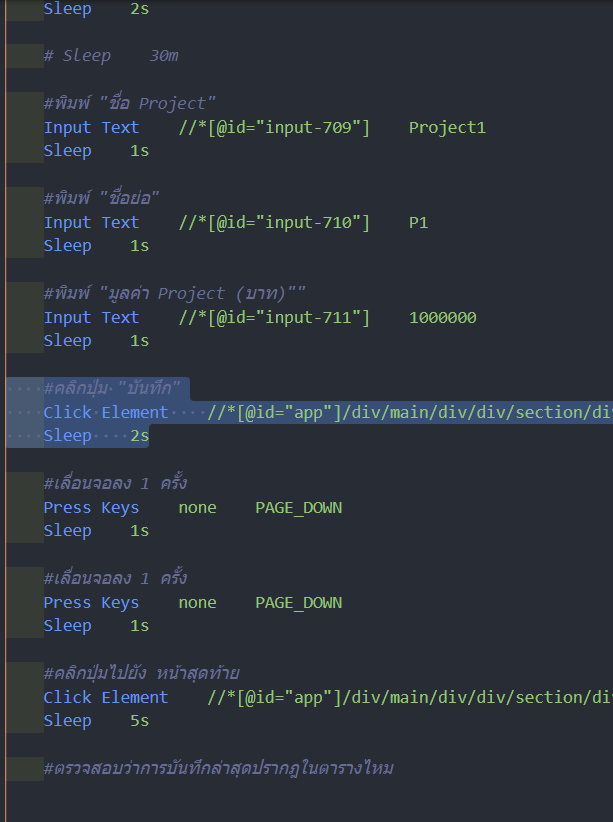 Sleep    2s
# Sleep    30m
#พิมพ์ "ชื่อ Project"
Input Text    //*[@id="input-709"]    Project1
Sleep    1s
#พิมพ์ "ชื่อย่อ"
Input Text    //*[@id="input-710"]    P1
Sleep    1s
#พิมพ์ "มูลค่า Project (บาท)""
Input Text    //*[@id="input-711"]    1000000
Sleep    1s
#คลิกปุ่ม "บันทึก"
Click Element    //*[@id="app"]/div/main/div/div/section/di
Sleep    2s
#เลื่อนจอลง 1 ครั้ง
Press Keys    none    PAGE_DOWN
Sleep    1s
#เลื่อนจอลง 1 ครั้ง
Press Keys    none    PAGE_DOWN
Sleep    1s
#คลิกปุ่มไปยัง หน้าสุดท้าย
Click Element    //*[@id="app"]/div/main/div/div/section/di
Sleep    5s
#ตรวจสอบว่าการบันทึกล่าสุดปรากฎในตารางไหม